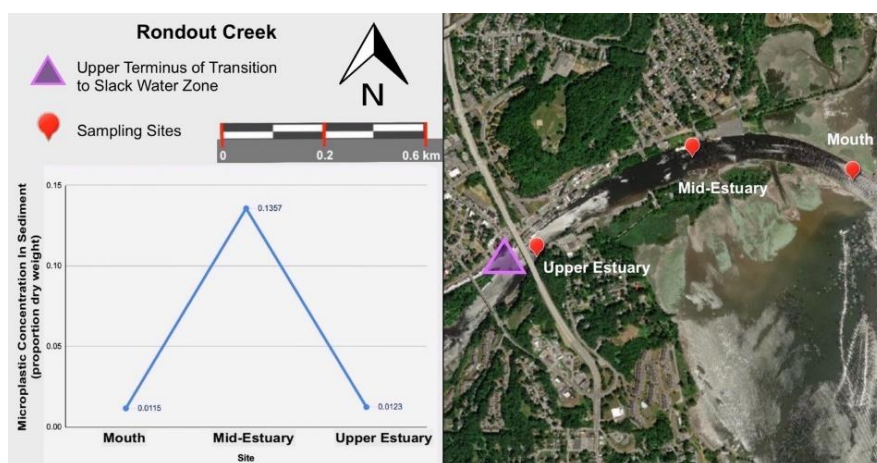 Rondout Creek
Upper Terminus of Transition
to Slack Water Zone
N
Sampling Sites
0
0.2
0.6 km
Microplastic Concentration In Sediment
(proportion dry weight)
0.15
0.10
0.05
0.00
0.0115
0.1357
0.0123
Mouth
Mid-Estuary
Upper Estuary
Site
Mouth
Mid-Estuary
Upper Estuary